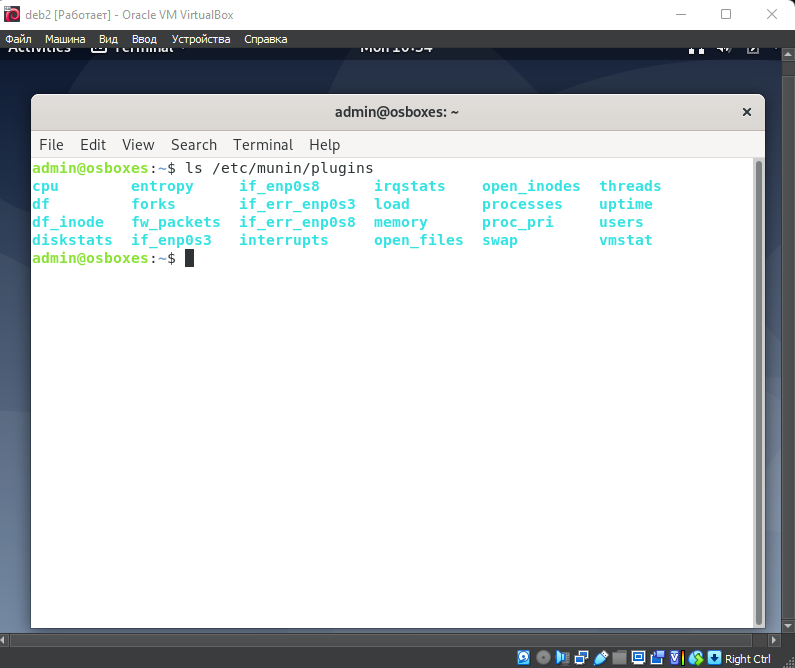 deb2 [Работает] - Oracle VM VirtualBox
Файл Машина Вид Ввод Устройства Справка
Activities Terminal Mon 10:54
admin@osboxes: ~
File Edit View Search Terminal Help
admin@osboxes:~$ ls /etc/munin/plugins
cpu entropy if_enp0s8 irqstats open_inodes threads
df forks if_err_enp0s3 load processes uptime
df_inode fw_packets if_err_enp0s8 memory proc_pri users
diskstats if_enp0s3 interrupts open_files swap vmstat
admin@osboxes:~$
Right Ctrl